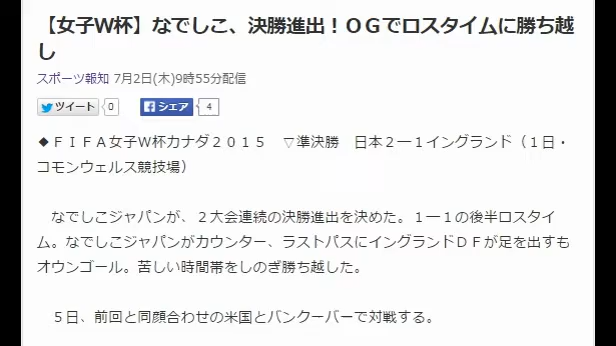 【女子Ｗ杯】なでしこ、決勝進出！ＯＧでロスタイムに勝ち越
し
スポーツ報知 7月2日(木)9時55分配信
ツイート 0 シェア 4
◆ＦＩＦＡ女子Ｗ杯カナダ２０１５　▽準決勝　日本２―１イングランド（１日・
コモンウェルス競技場）
なでしこジャパンが、２大会連続の決勝進出を決めた。１―１の後半ロスタイ
ム。なでしこジャパンがカウンター、ラストパスにイングランドＤＦが足を出すも
オウンゴール。苦しい時間帯をしのぎ勝ち越した。
５日、前回と同顔合わせの米国とバンクーバーで対戦する。